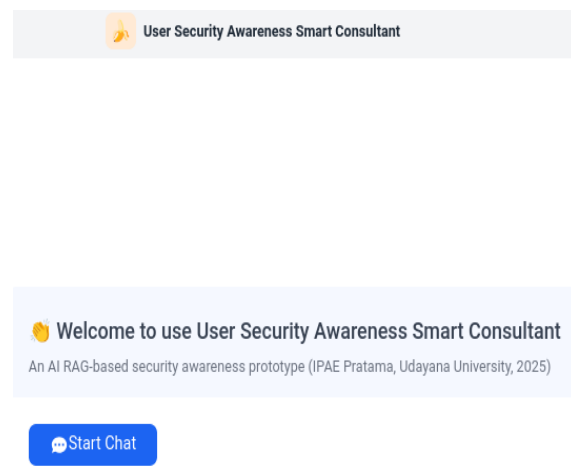 User Security Awareness Smart Consultant
👏 Welcome to use User Security Awareness Smart Consultant
An AI RAG-based security awareness prototype (IPAE Pratama, Udayana University, 2025)
Start Chat